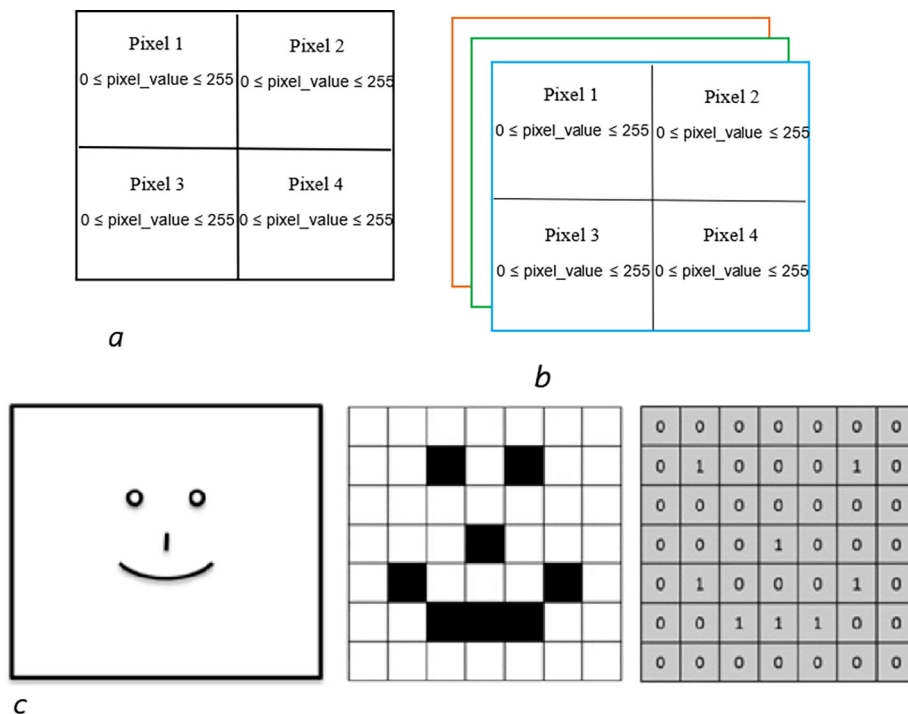 Pixel 1 Pixel 2
0 ≤ pixel_value ≤ 255 0 ≤ pixel_value ≤ 255
Pixel 3 Pixel 4
0 ≤ pixel_value ≤ 255 0 ≤ pixel_value ≤ 255
a
Pixel 1 Pixel 2
0 ≤ pixel_value ≤ 255 0 ≤ pixel_value ≤ 255
Pixel 3 Pixel 4
0 ≤ pixel_value ≤ 255 0 ≤ pixel_value ≤ 255
b
0 0 0 0 0 0 0
0 1 0 0 0 1 0
0 0 0 0 0 0 0
0 0 0 1 0 0 0
0 1 0 0 0 1 0
0 0 1 1 1 0 0
0 0 0 0 0 0 0
c